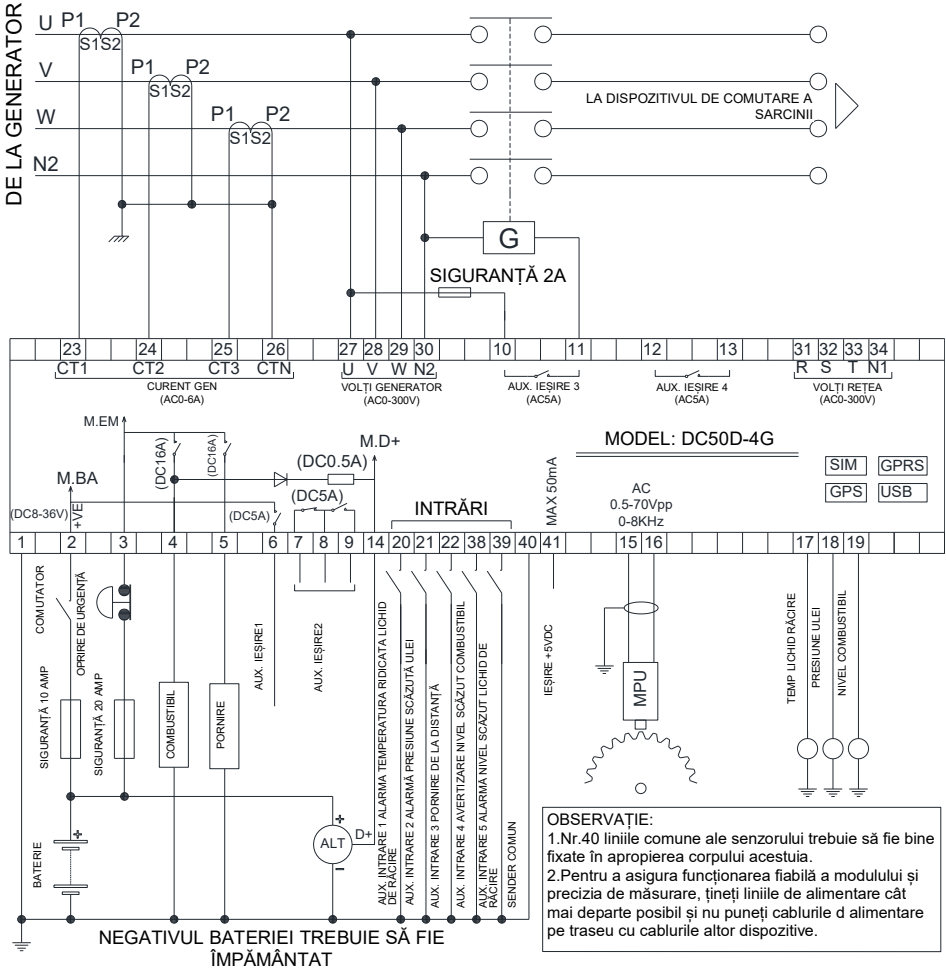 DE LA GENERATOR
U P1 P2
S1S2
V P1 P2
S1S2
W P1 P2
S1S2
N2
LA DISPOZITIVUL DE COMUTARE A
SARCINII
G
SIGURANȚĂ 2A
23 24 25 26 27 28 29 30 10 11 12 13 31 32 33 34
CT1 CT2 CT3 CTN U V W N2 R S T N1
CURENT GEN
(AC0-6A)
VOLȚI GENERATOR
(AC0-300V)
AUX. IEȘIRE 3
(AC5A)
AUX. IEȘIRE 4
(AC5A)
VOLȚI REȚEA
(AC0-300V)
M.EM
(DC16A)
(DC16A)
M.D+
(DC0.5A)
MODEL: DC50D-4G
M.BA
(DC8-36V)
+VE
(DC5A)
(DC5A)
INTRĂRI
MAX 50mA
AC
0.5-70Vpp
0-8KHz
SIM GPRS
GPS USB
1 2 3 4 5 6 7 8 9 14 20 21 22 38 39 40 41 15 16 17 18 19
COMUTATOR
OPRIRE DE URGENȚĂ
SIGURANȚĂ 10 AMP
SIGURANȚĂ 20 AMP
COMBUSTIBIL
PORNIRE
AUX. IEȘIRE1
AUX. IEȘIRE2
AUX. INTRARE 1 ALARMA TEMPERATURA RIDICATA LICHID
DE RĂCIRE
AUX. INTRARE 2 ALARMĂ PRESIUNE SCĂZUTĂ ULEI
AUX. INTRARE 3 PORNIRE DE LA DISTANȚĂ
AUX. INTRARE 4 AVERTIZARE NIVEL SCĂZUT COMBUSTIBIL
AUX. INTRARE 5 ALARMĂ NIVEL SCAZUT LICHID DE
RĂCIRE
SENDER COMUN
IEȘIRE +5VDC
MPU
TEMP LICHID RĂCIRE
PRESIUNE ULEI
NIVEL COMBUSTIBIL
BATERIE
+
−
+
ALT
D+
−
NEGATIVUL BATERIEI TREBUIE SĂ FIE
ÎMPĂMÂNTAT
OBSERVAȚIE:
1.Nr.40 liniile comune ale senzorului trebuie să fie bine
fixate în apropierea corpului acestuia.
2.Pentru a asigura funcționarea fiabilă a modulului și
precizia de măsurare, țineți liniile de alimentare cât
mai departe posibil și nu puneți cablurile d alimentare
pe traseu cu cablurile altor dispozitive.